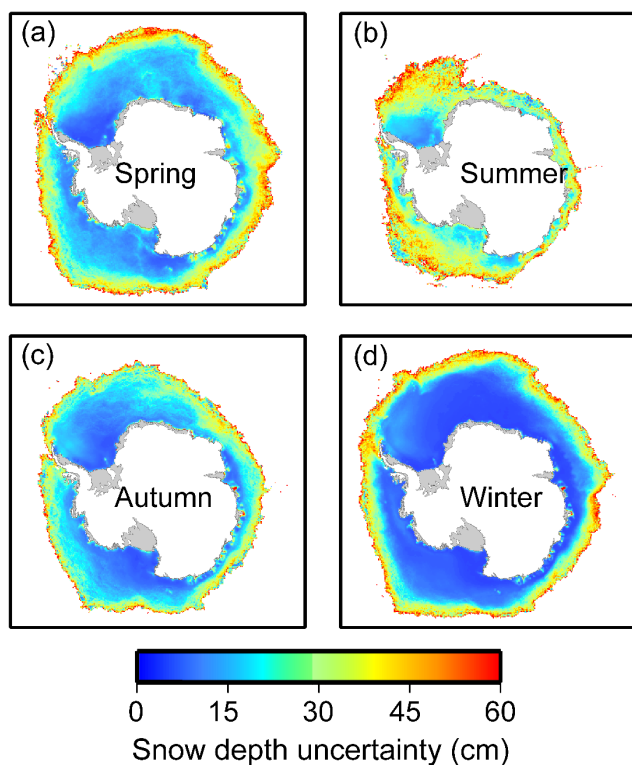 (a)
Spring
(b)
Summer
(c)
Autumn
(d)
Winter
0 15 30 45 60
Snow depth uncertainty (cm)